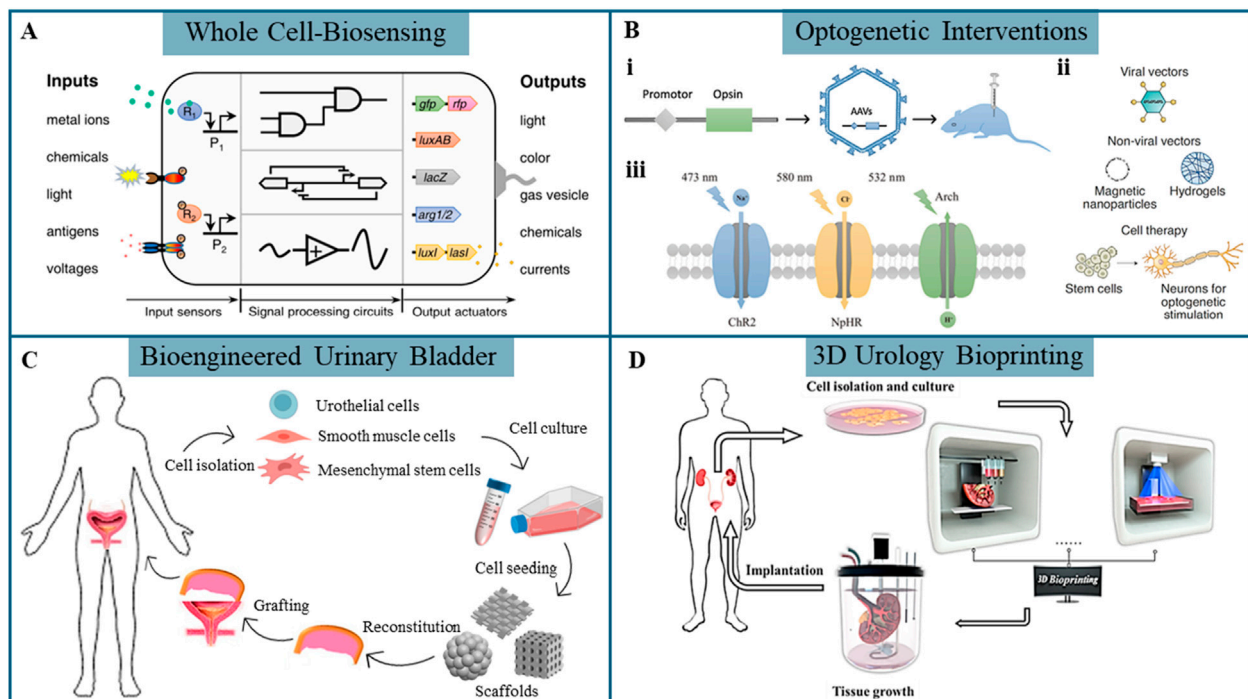 A
Whole Cell-Biosensing
Inputs
metal ions
chemicals
light
antigens
voltages
R1
P1
R2
P2
gfp rfp
luxAB
lacZ
arg1/2
luxI lasI
Outputs
light
color
gas vesicle
chemicals
currents
Input sensors
Signal processing circuits
Output actuators
B
Optogenetic Interventions
i
Promotor
Opsin
AAVs
ii
Viral vectors
Non-viral vectors
Magnetic
nanoparticles
Hydrogels
Cell therapy
Stem cells
Neurons for
optogenetic
stimulation
iii
473 nm
580 nm
532 nm
Na+
Cl-
Arch
ChR2
NpHR
H+
C
Bioengineered Urinary Bladder
Urothelial cells
Smooth muscle cells
Mesenchymal stem cells
Cell isolation
Cell culture
Cell seeding
Scaffolds
Reconstitution
Grafting
D
3D Urology Bioprinting
Cell isolation and culture
......
3D Bioprinting
Implantation
Tissue growth